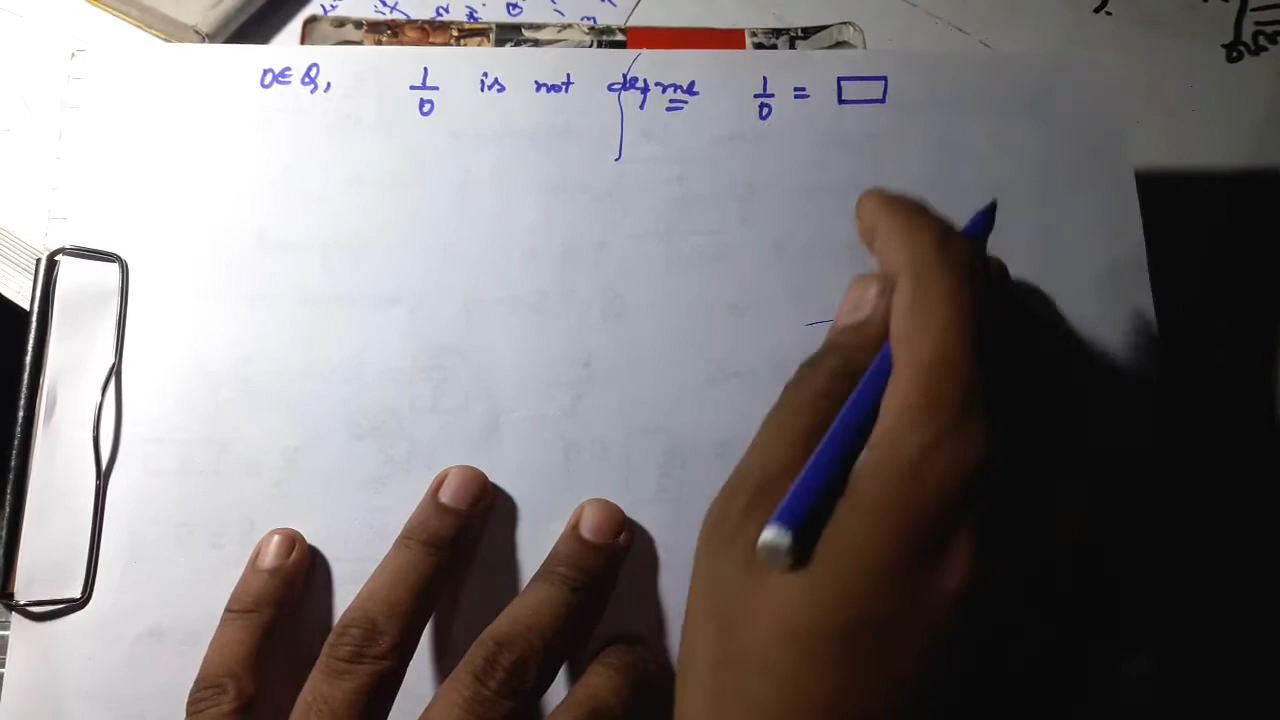 0∈Q, 1/0 is not define 1/0 = □